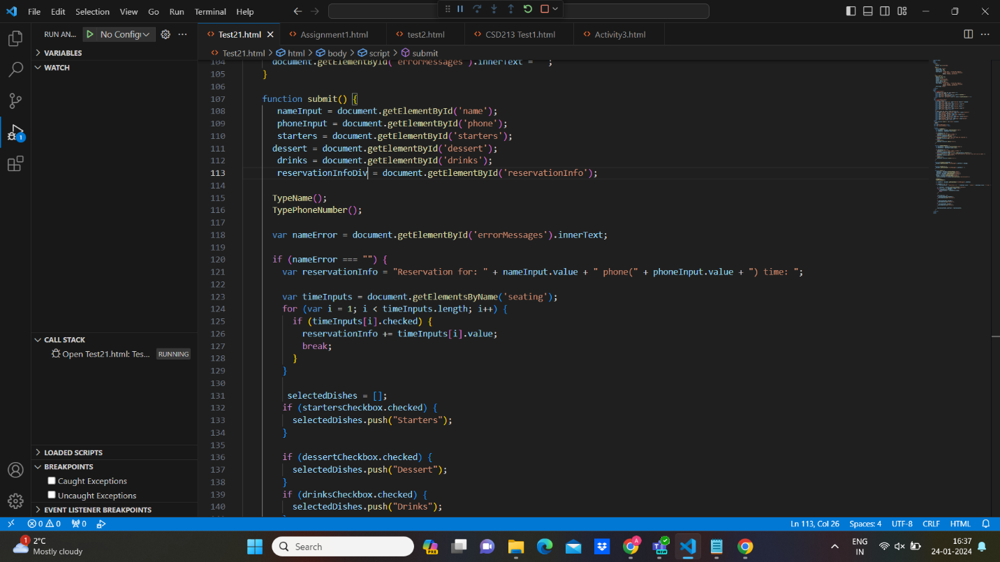 File Edit Selection View Go Run Terminal Help
RUN AN... No Configi
Test21.html Assignment1.html test2.html CSD213 Test1.html Activity3.html
Test21.html > html > body > script > submit
VARIABLES
WATCH
CALL STACK
Open Test21.html: Tes... RUNNING
LOADED SCRIPTS
BREAKPOINTS
Caught Exceptions
Uncaught Exceptions
EVENT LISTENER BREAKPOINTS
1
104 document.getElementById('errorMessages').innerText = '';
105 }
106
107 function submit() {
108 nameInput = document.getElementById('name');
109 phoneInput = document.getElementById('phone');
110 starters = document.getElementById('starters');
111 dessert = document.getElementById('dessert');
112 drinks = document.getElementById('drinks');
113 reservationInfoDiv = document.getElementById('reservationInfo');
114
115 TypeName();
116 TypePhoneNumber();
117
118 var nameError = document.getElementById('errorMessages').innerText;
119
120 if (nameError === "") {
121 var reservationInfo = "Reservation for: " + nameInput.value + " phone(" + phoneInput.value + ") time: ";
122
123 var timeInputs = document.getElementsByName('seating');
124 for (var i = 1; i < timeInputs.length; i++) {
125 if (timeInputs[i].checked) {
126 reservationInfo += timeInputs[i].value;
127 break;
128 }
129 }
130
131 selectedDishes = [];
132 if (startersCheckbox.checked) {
133 selectedDishes.push("Starters");
134 }
135
136 if (dessertCheckbox.checked) {
137 selectedDishes.push("Dessert");
138 }
139 if (drinksCheckbox.checked) {
140 selectedDishes.push("Drinks");
0 0 0 Ln 113, Col 26 Spaces: 4 UTF-8 CRLF HTML
1 2°C
Mostly cloudy
Search
PRE
A
NEW
ENG
IN
16:37
24-01-2024